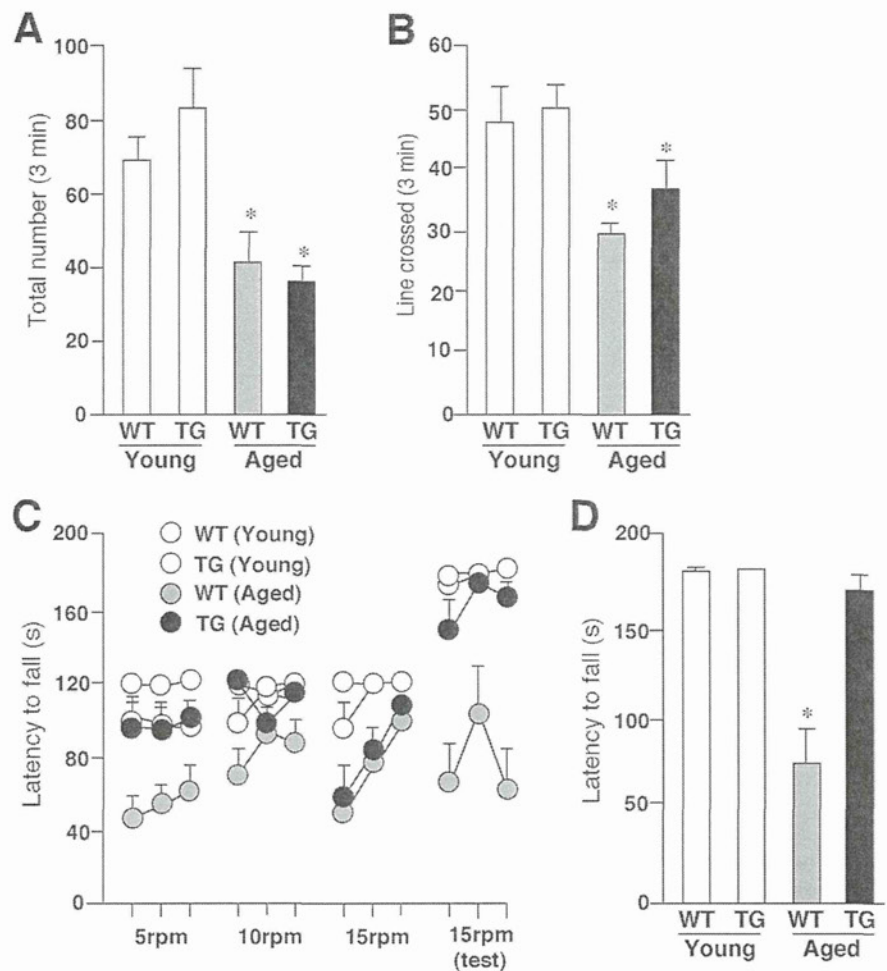 A
Total number (3 min)
100
80
60
40
20
0
*
*
WT TG WT TG
Young Aged
B
Line crossed (3 min)
60
50
40
30
20
10
0
*
*
WT TG WT TG
Young Aged
C
Latency to fall (s)
200
160
120
80
40
0
WT (Young)
TG (Young)
WT (Aged)
TG (Aged)
5rpm 10rpm 15rpm 15rpm
(test)
D
Latency to fall (s)
200
150
100
50
0
*
WT TG WT TG
Young Aged